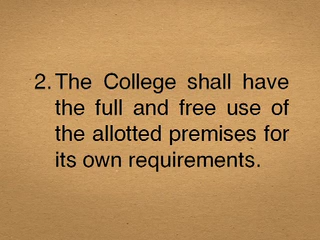 2. The College shall have
the full and free use of
the allotted premises for
its own requirements.